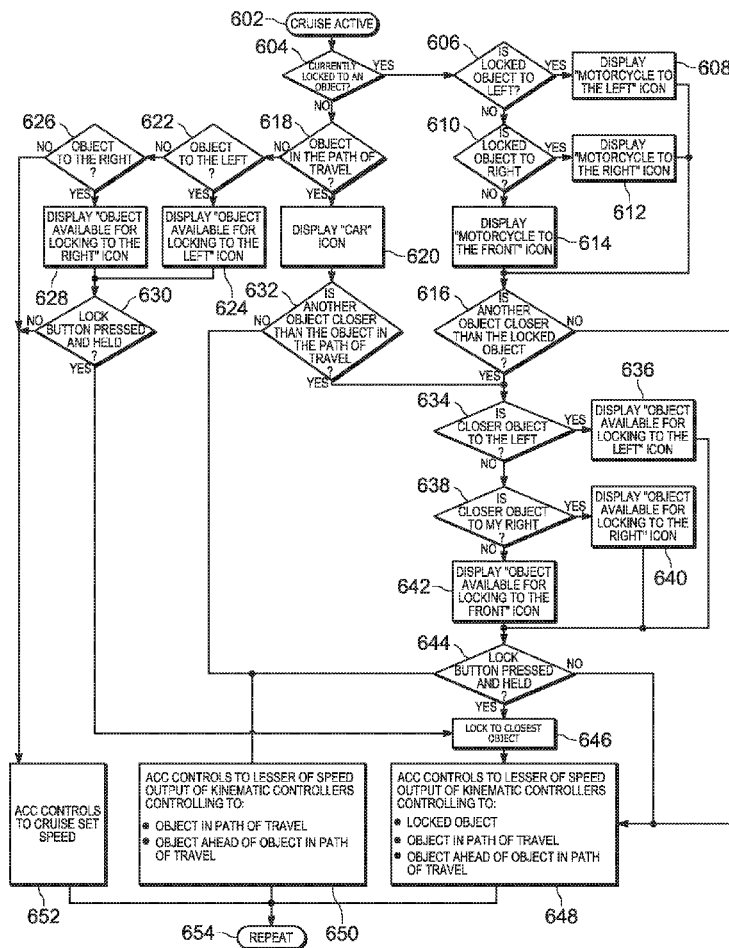 602
CRUISE ACTIVE
604
CURRENTLY
LOCKED TO AN
OBJECT?
YES
NO
606
IS
LOCKED
OBJECT TO
LEFT?
YES
NO
DISPLAY
"MOTORCYCLE TO
THE LEFT" ICON
608
610
IS
LOCKED
OBJECT TO
RIGHT
?
YES
NO
DISPLAY
"MOTORCYCLE TO
THE RIGHT" ICON
612
DISPLAY
"MOTORCYCLE TO
THE FRONT" ICON
614
618
OBJECT
IN THE PATH OF
TRAVEL
?
NO
YES
622
OBJECT
TO THE LEFT
?
NO
YES
626
OBJECT
TO THE RIGHT
?
NO
YES
DISPLAY "OBJECT
AVAILABLE FOR
LOCKING TO THE
RIGHT" ICON
628
DISPLAY "OBJECT
AVAILABLE FOR
LOCKING TO THE
LEFT" ICON
624
DISPLAY "CAR"
ICON
620
630
LOCK
BUTTON PRESSED
AND HELD
?
NO
YES
632
IS
ANOTHER
OBJECT CLOSER
THAN THE OBJECT IN
THE PATH OF
TRAVEL
?
NO
YES
616
IS
ANOTHER
OBJECT CLOSER
THAN THE LOCKED
OBJECT
?
NO
YES
634
IS
CLOSER OBJECT
TO THE LEFT
?
YES
NO
636
DISPLAY "OBJECT
AVAILABLE FOR
LOCKING TO THE
LEFT" ICON
638
IS
CLOSER OBJECT
TO MY RIGHT
?
YES
NO
DISPLAY "OBJECT
AVAILABLE FOR
LOCKING TO THE
RIGHT" ICON
640
642
DISPLAY "OBJECT
AVAILABLE FOR
LOCKING TO THE
FRONT" ICON
644
LOCK
BUTTON PRESSED
AND HELD
?
NO
YES
LOCK TO CLOSEST
OBJECT
646
ACC CONTROLS
TO CRUISE SET
SPEED
652
ACC CONTROLS TO LESSER OF SPEED
OUTPUT OF KINEMATIC CONTROLLERS
CONTROLLING TO:
● OBJECT IN PATH OF TRAVEL
● OBJECT AHEAD OF OBJECT IN PATH
OF TRAVEL
650
ACC CONTROLS TO LESSER OF SPEED
OUTPUT OF KINEMATIC CONTROLLERS
CONTROLLING TO:
● LOCKED OBJECT
● OBJECT IN PATH OF TRAVEL
● OBJECT AHEAD OF OBJECT IN PATH
OF TRAVEL
648
654
REPEAT